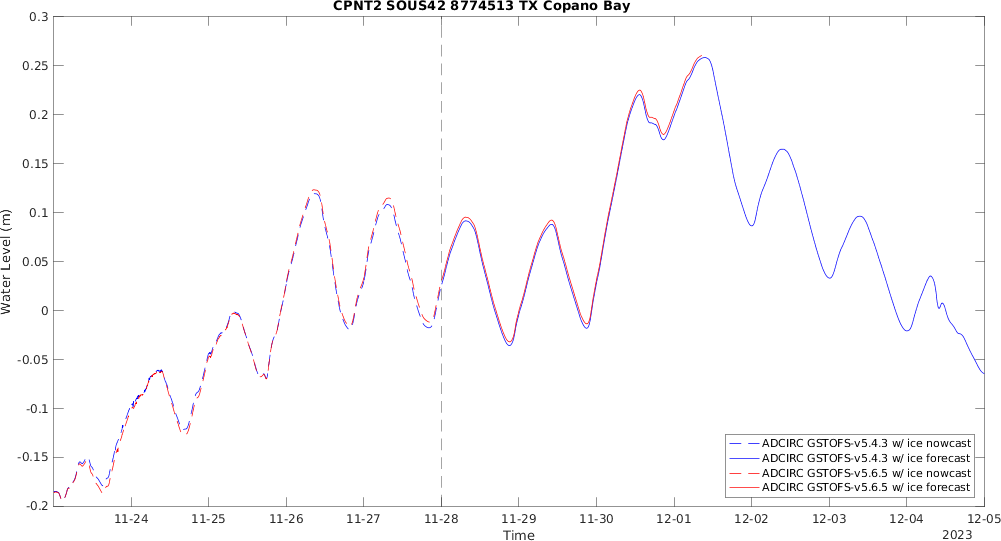 CPNT2 SOUS42 8774513 TX Copano Bay
0.3
0.25
0.2
0.15
0.1
0.05
0
-0.05
-0.1
-0.15
-0.2
Water Level (m)
ADCIRC GSTOFS-v5.4.3 w/ ice nowcast
ADCIRC GSTOFS-v5.4.3 w/ ice forecast
ADCIRC GSTOFS-v5.6.5 w/ ice nowcast
ADCIRC GSTOFS-v5.6.5 w/ ice forecast
11-24 11-25 11-26 11-27 11-28 11-29 11-30 12-01 12-02 12-03 12-04 12-05
Time
2023